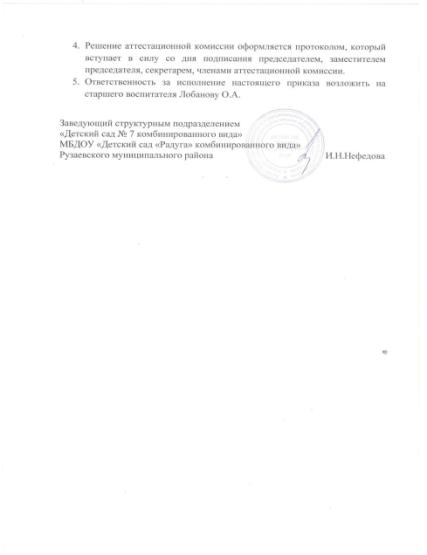 4. Решение аттестационной комиссии оформляется протоколом, который
вступает в силу со дня подписания председателем, заместителем
председателя, секретарем, членами аттестационной комиссии.
5. Ответственность за исполнение настоящего приказа возложить на
старшего воспитателя Лобанову О.А.
Заведующий структурным подразделением
«Детский сад № 7 комбинированного вида»
МБДОУ «Детский сад «Радуга» комбинированного вида»
Рузаевского муниципального района И.Н.Нефедова